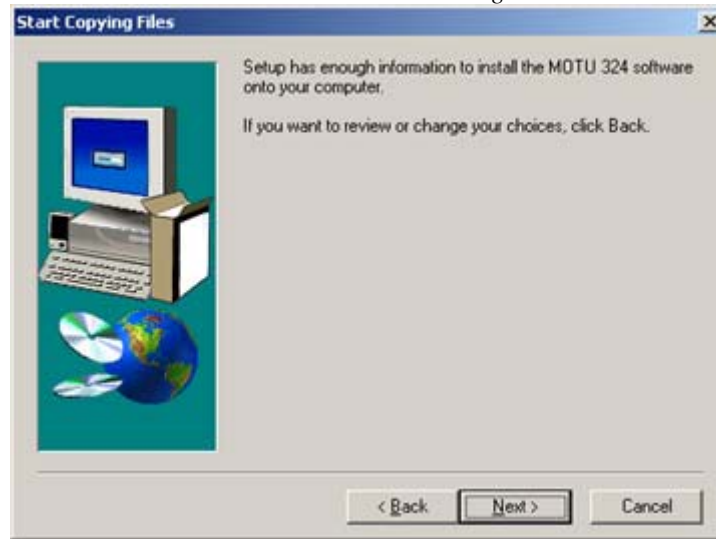 Start Copying Files
Setup has enough information to install the MOTU 324 software
onto your computer.
If you want to review or change your choices, click Back.
< Back
Next >
Cancel